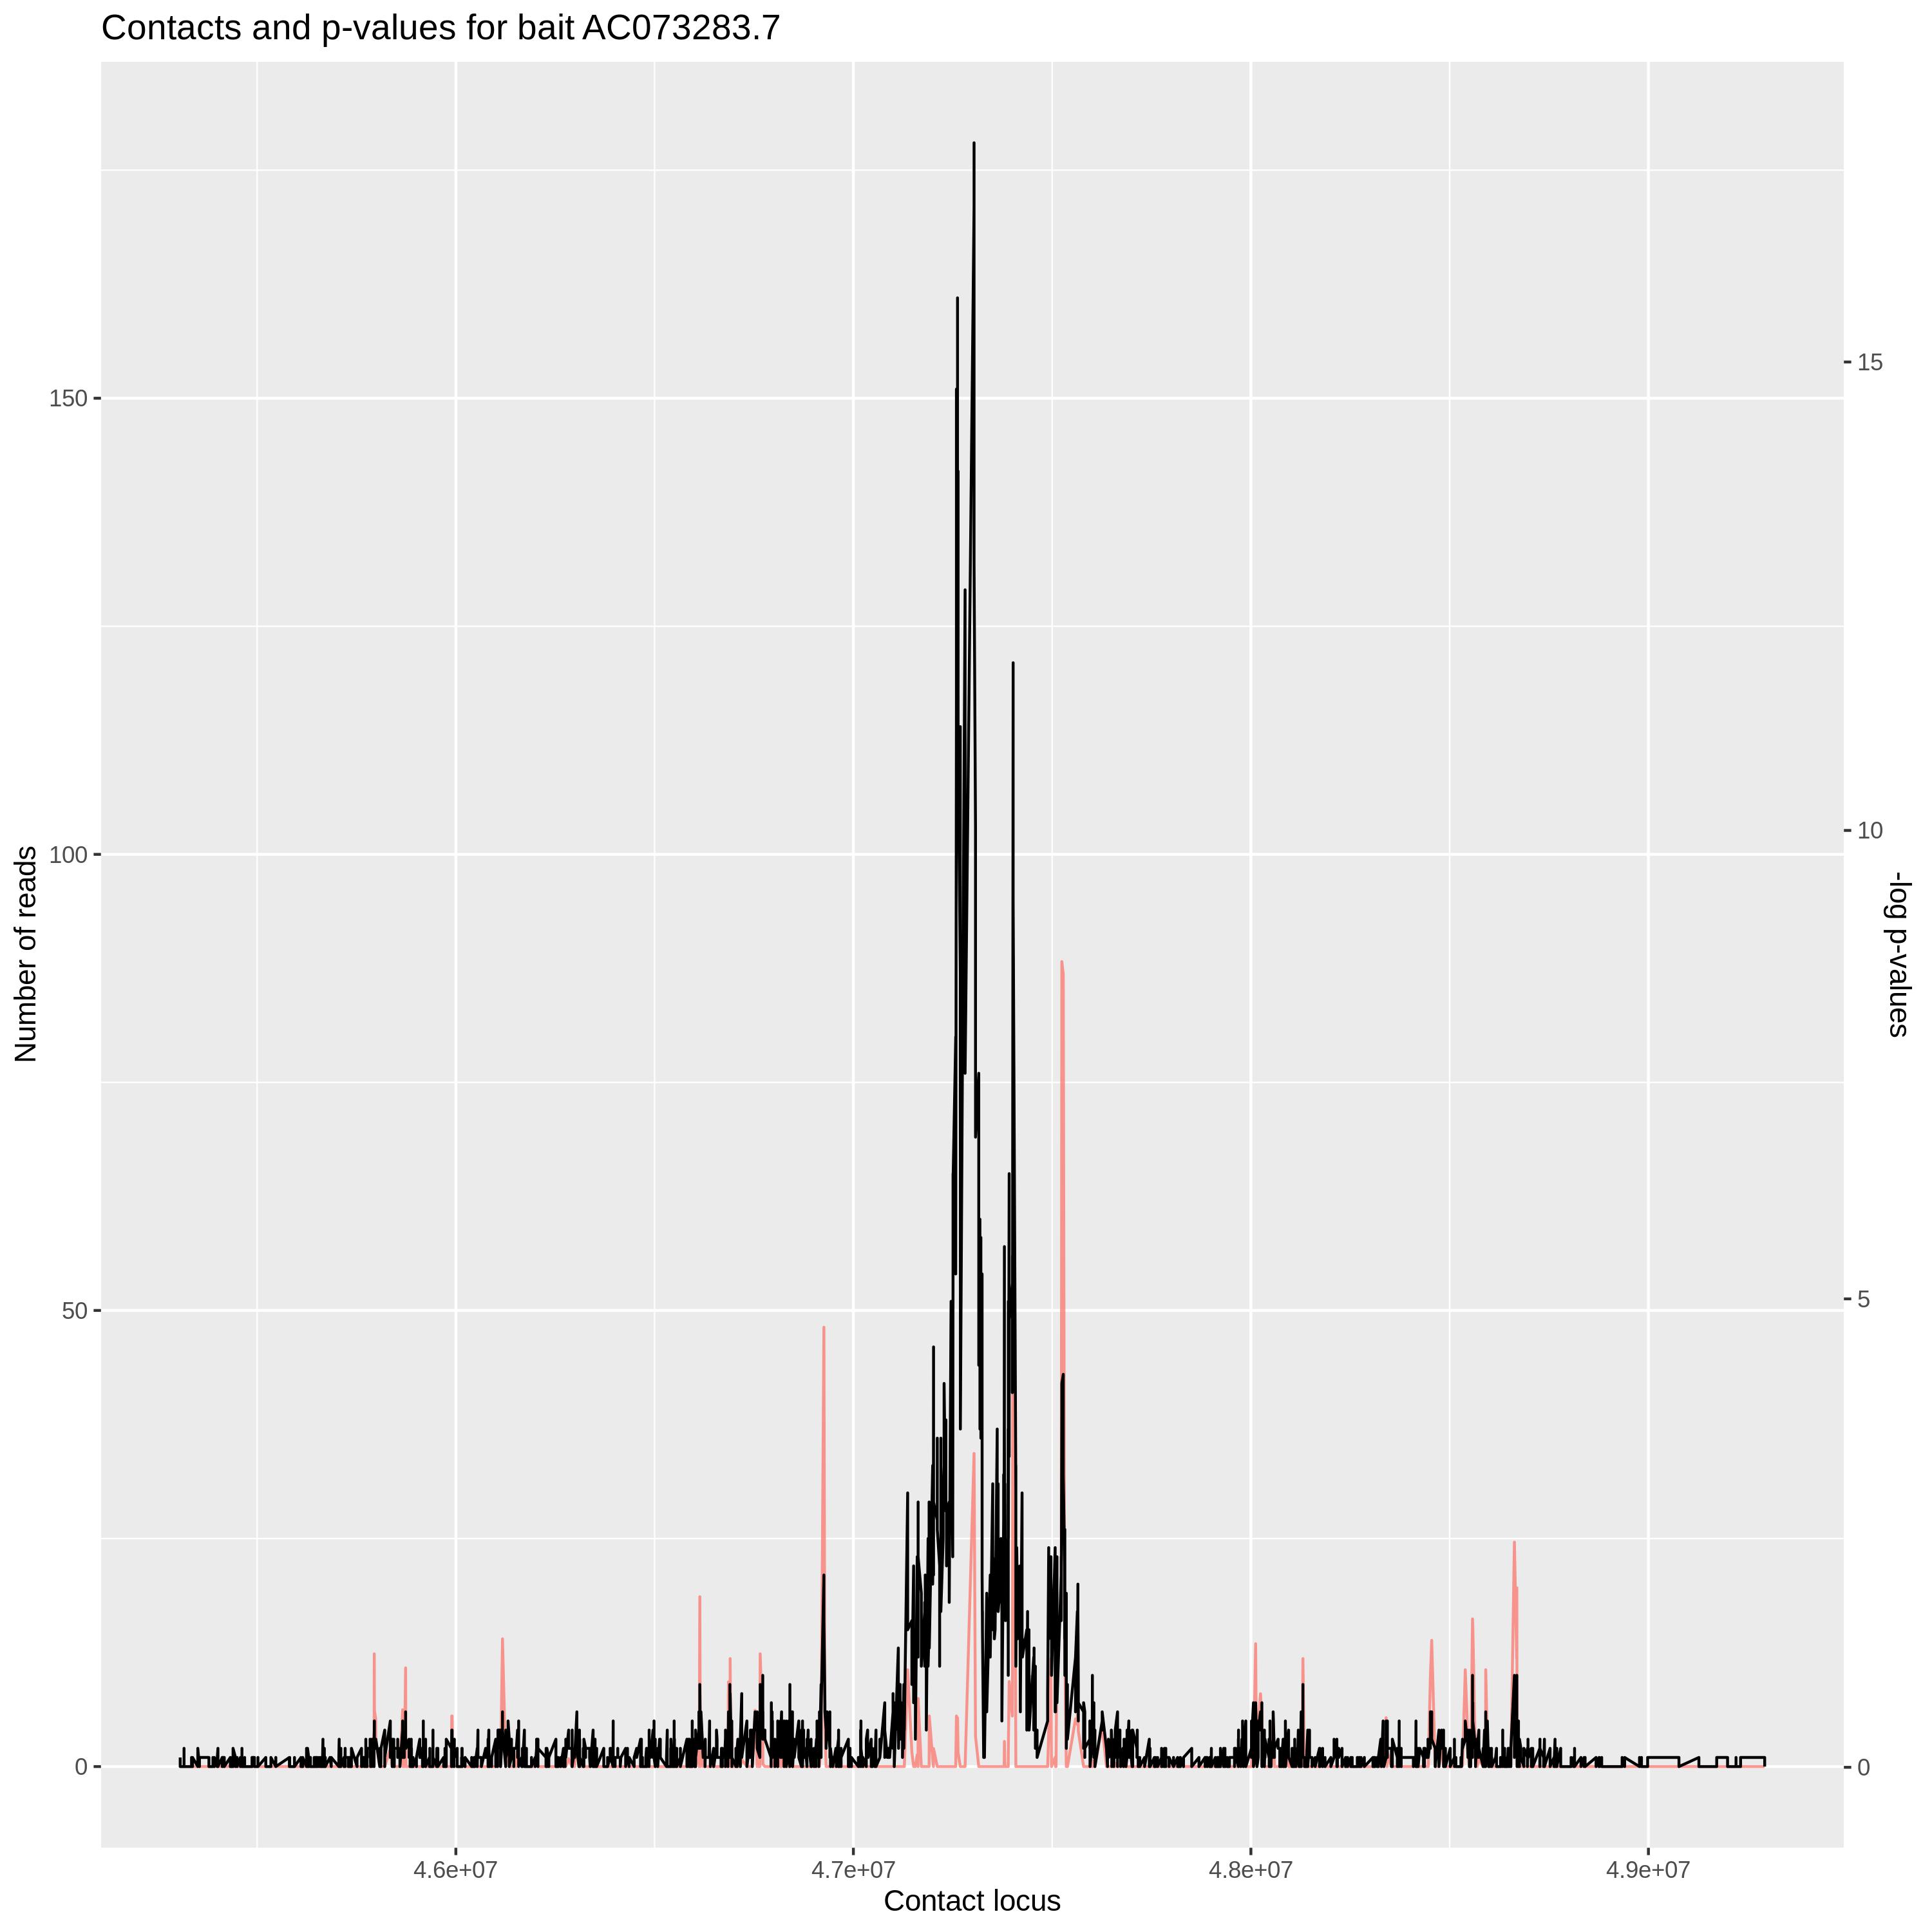 Contacts and p-values for bait AC073283.7
150
100
50
0
Number of reads
15
10
5
0
-log p-values
4.6e+07
4.7e+07
4.8e+07
4.9e+07
Contact locus